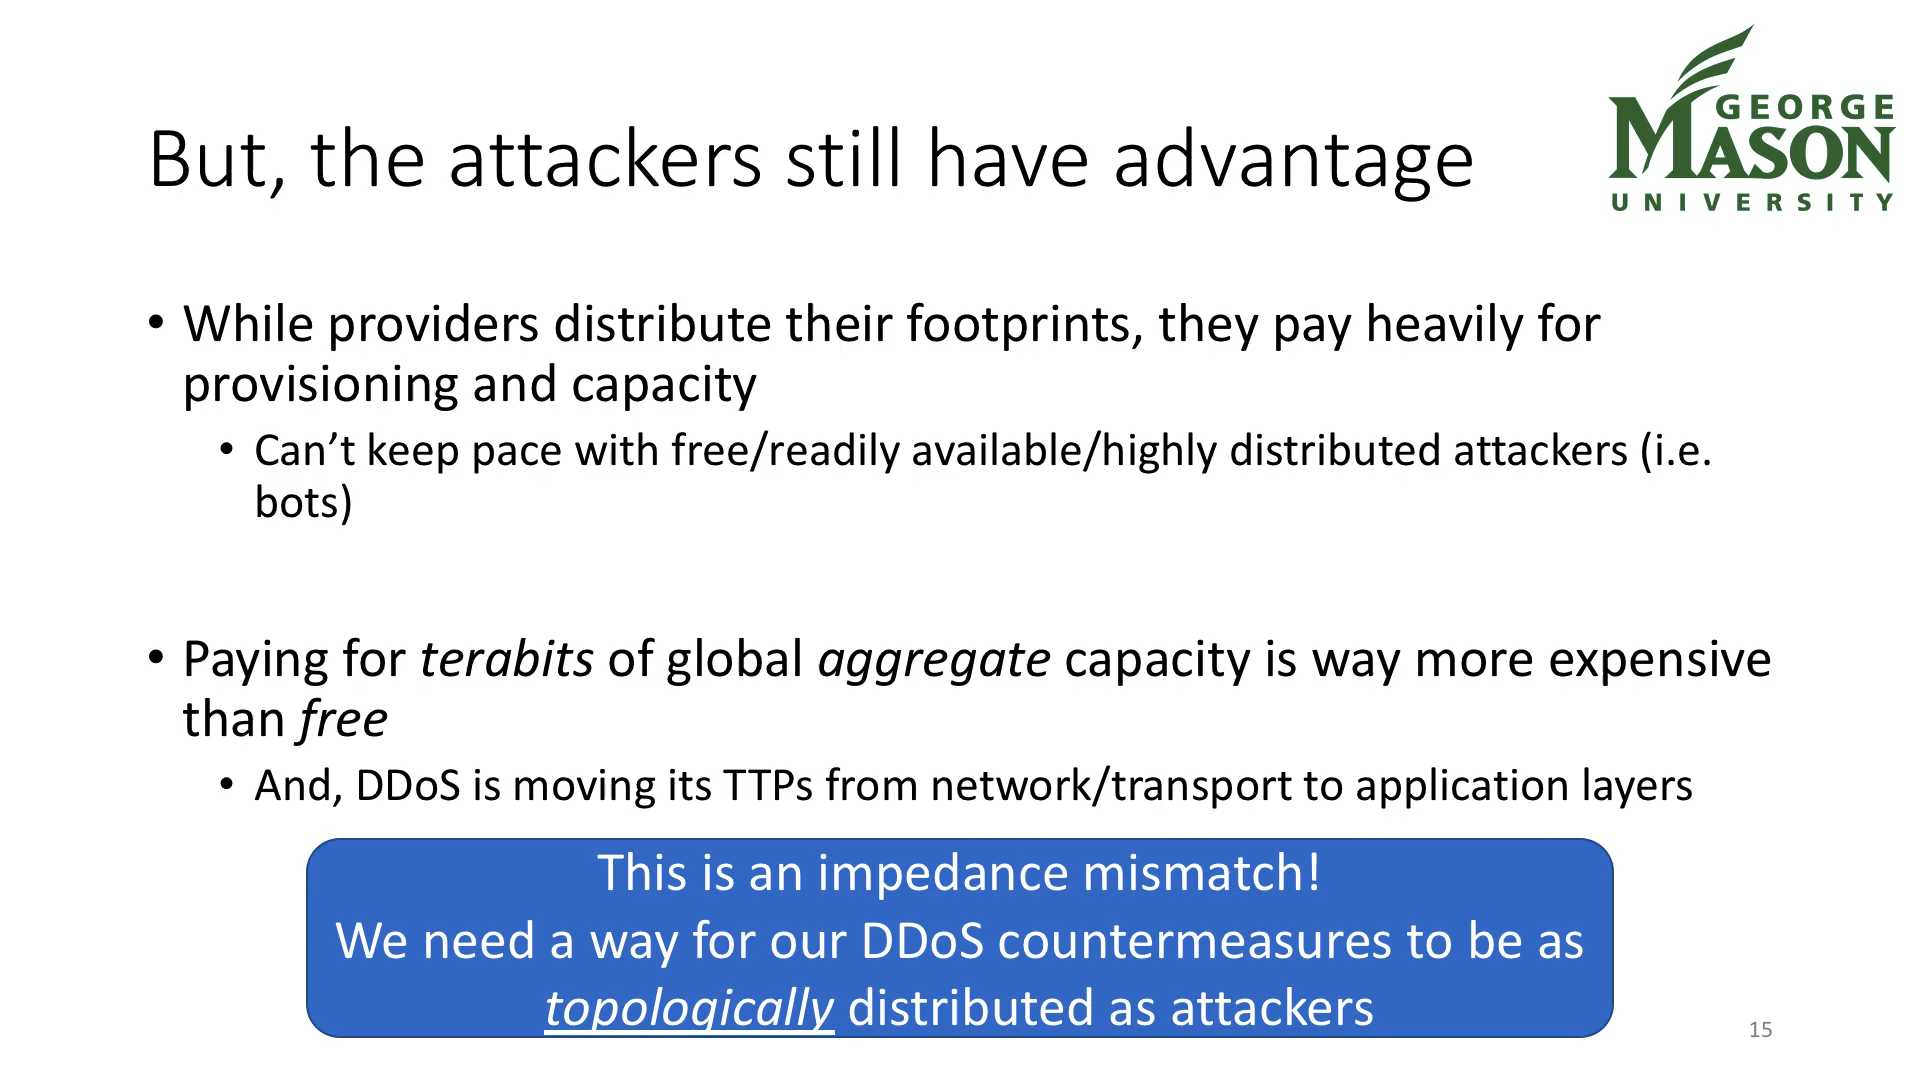 But, the attackers still have advantage
GEORGE
MASON
UNIVERSITY
• While providers distribute their footprints, they pay heavily for
provisioning and capacity
• Can’t keep pace with free/readily available/highly distributed attackers (i.e.
bots)
• Paying for terabits of global aggregate capacity is way more expensive
than free
• And, DDoS is moving its TTPs from network/transport to application layers
This is an impedance mismatch!
We need a way for our DDoS countermeasures to be as
topologically distributed as attackers
15